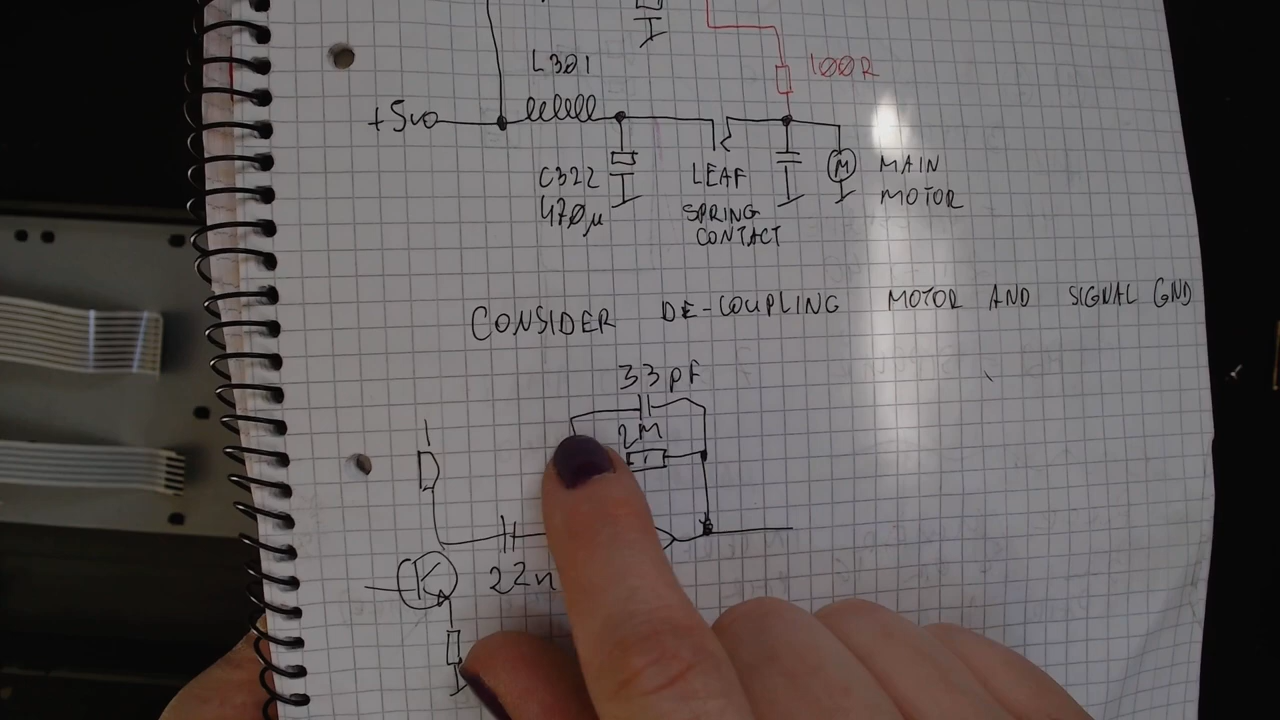 L301
100R
+5V0
C322
470µ
LEAF
SPRING
CONTACT
M
MAIN
MOTOR
CONSIDER DE-COUPLING MOTOR AND SIGNAL GND
33pF
2M
22n